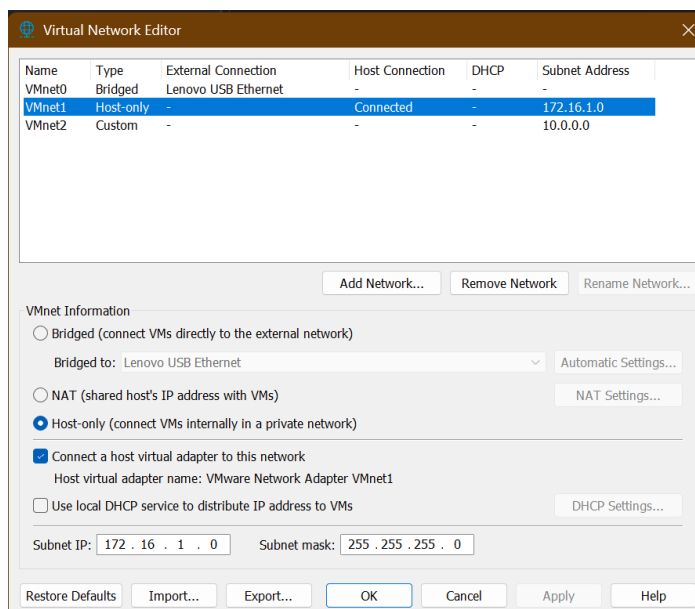 Virtual Network Editor
Name Type External Connection Host Connection DHCP Subnet Address
VMnet0 Bridged Lenovo USB Ethernet - - -
VMnet1 Host-only - Connected - 172.16.1.0
VMnet2 Custom - - - 10.0.0.0
Add Network... Remove Network Rename Network...
VMnet Information
Bridged (connect VMs directly to the external network)
Bridged to: Lenovo USB Ethernet Automatic Settings...
NAT (shared host's IP address with VMs) NAT Settings...
Host-only (connect VMs internally in a private network)
Connect a host virtual adapter to this network
Host virtual adapter name: VMware Network Adapter VMnet1
Use local DHCP service to distribute IP address to VMs DHCP Settings...
Subnet IP: 172 . 16 . 1 . 0 Subnet mask: 255 . 255 . 255 . 0
Restore Defaults Import... Export... OK Cancel Apply Help